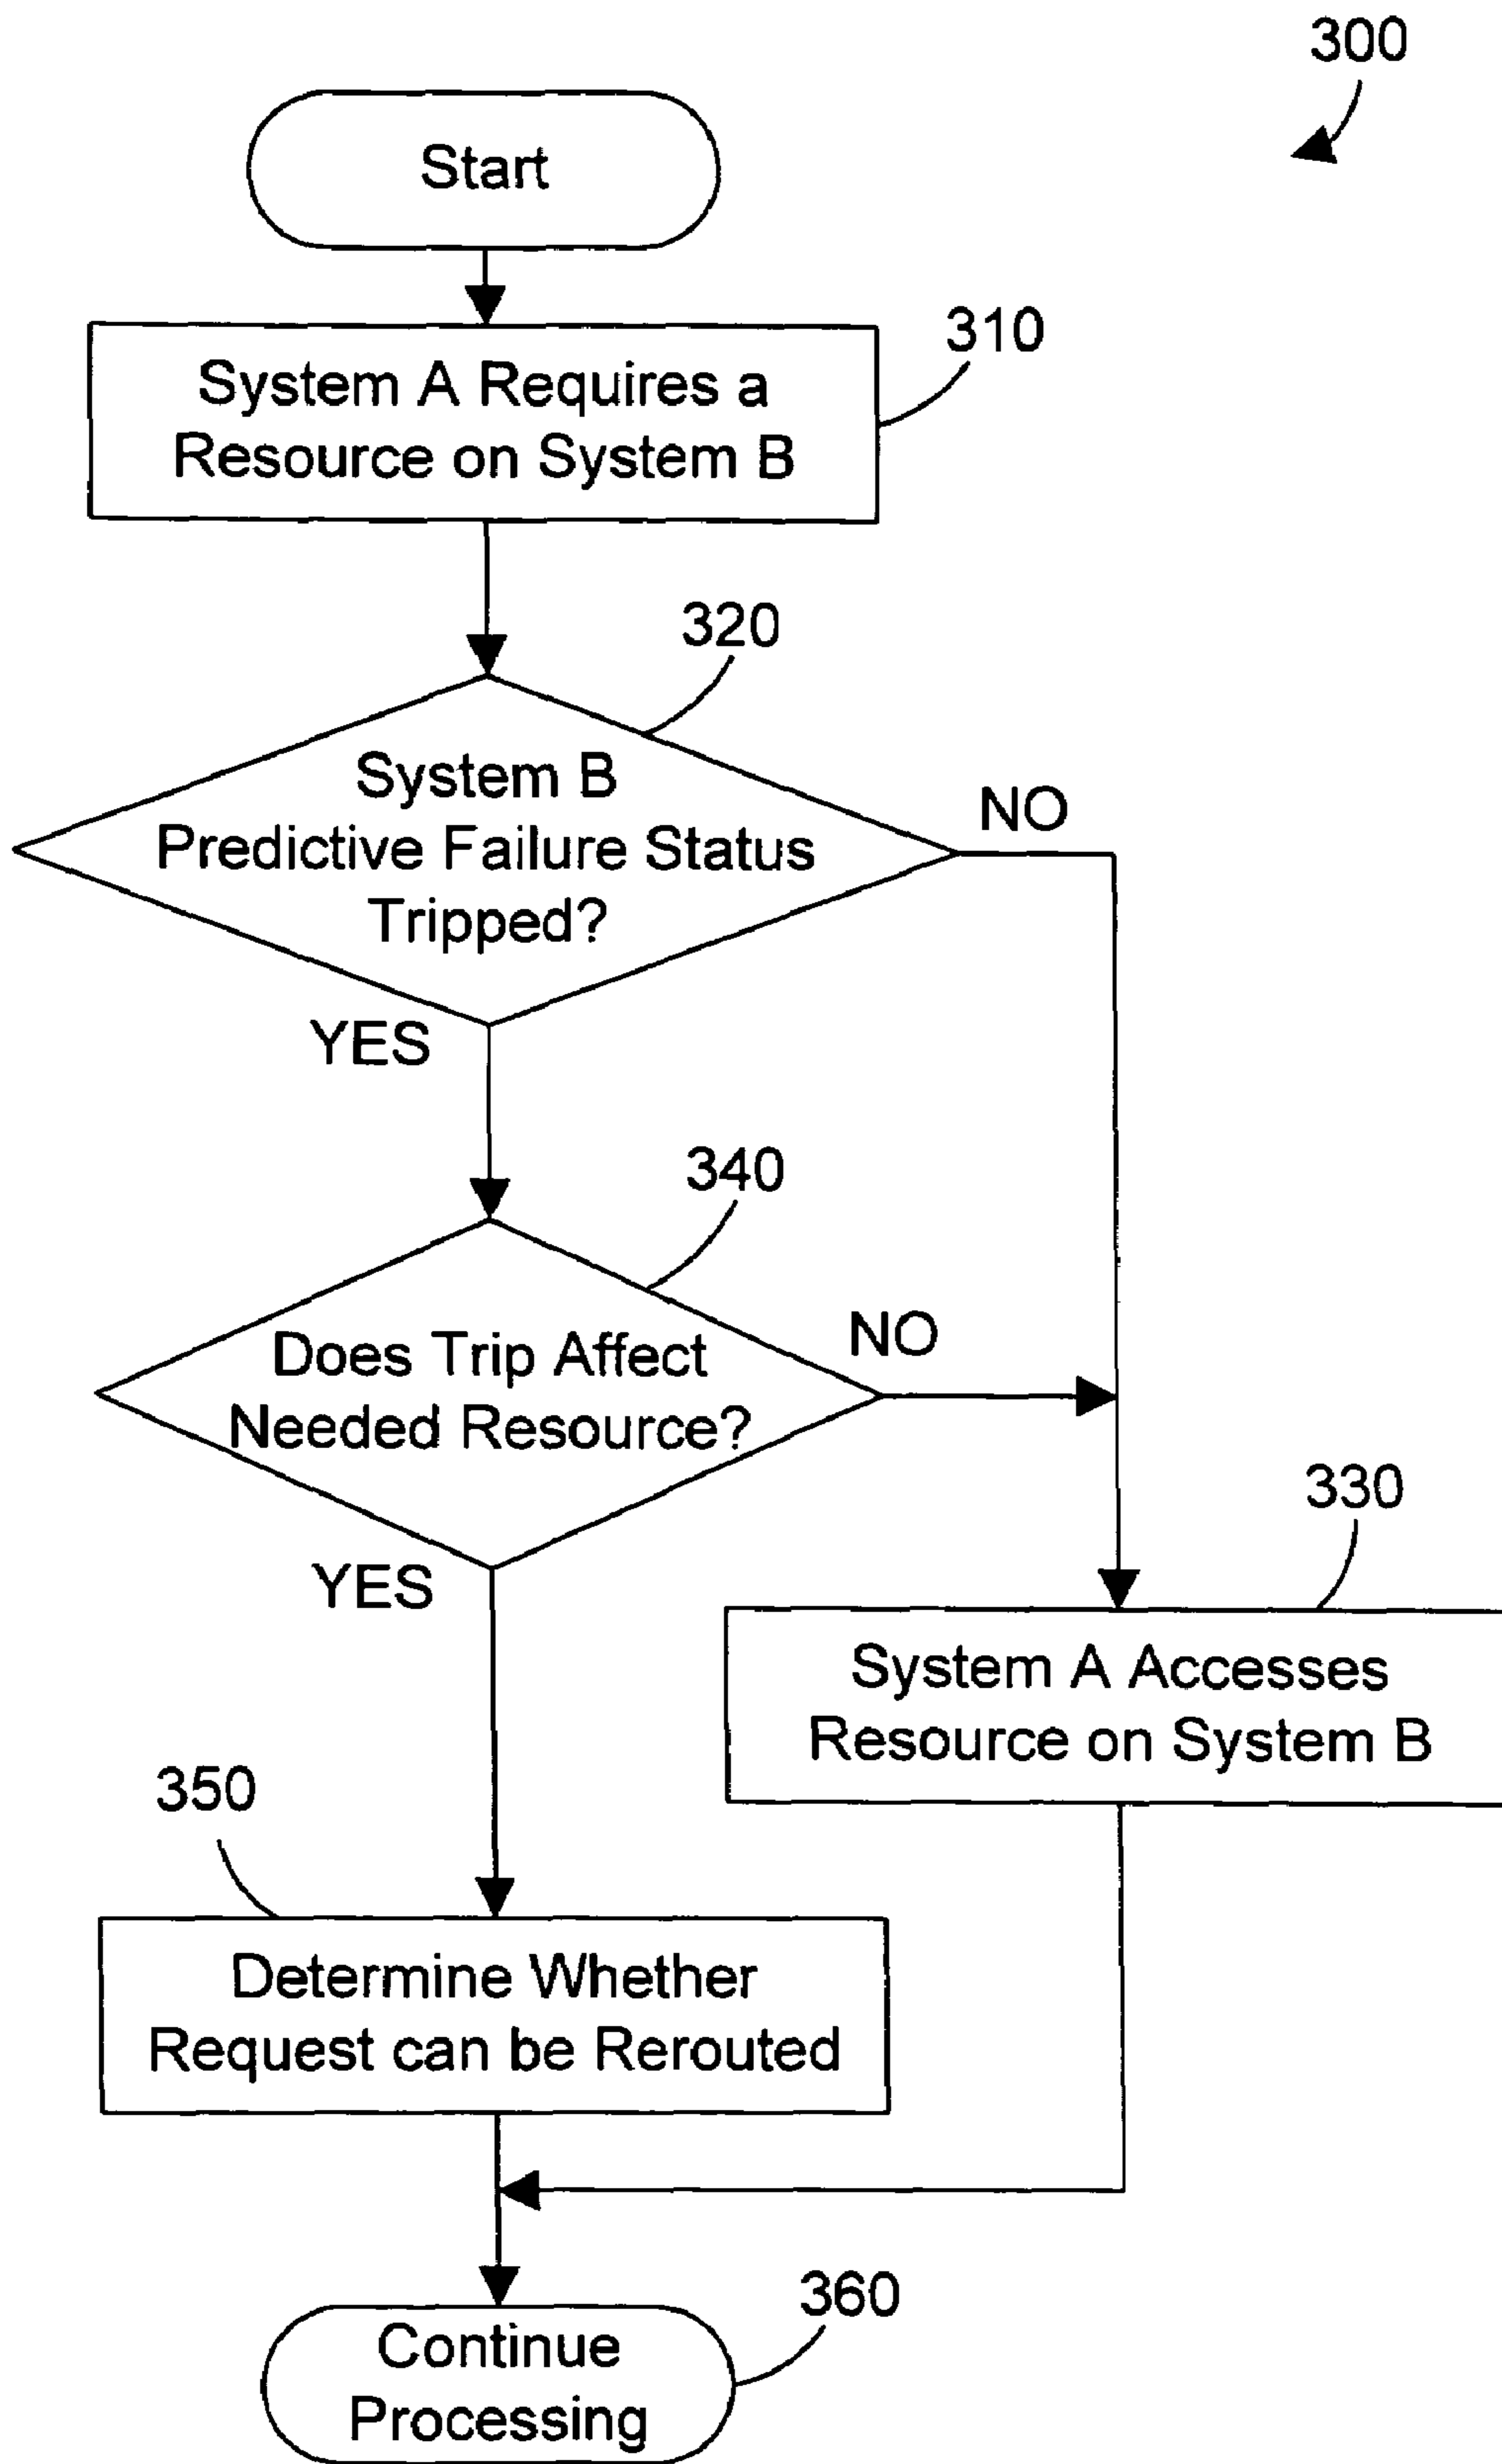 300
Start
310
System A Requires a
Resource on System B
320
System B
Predictive Failure Status
Tripped?
NO
YES
340
Does Trip Affect
Needed Resource?
NO
YES
330
System A Accesses
Resource on System B
350
Determine Whether
Request can be Rerouted
360
Continue
Processing